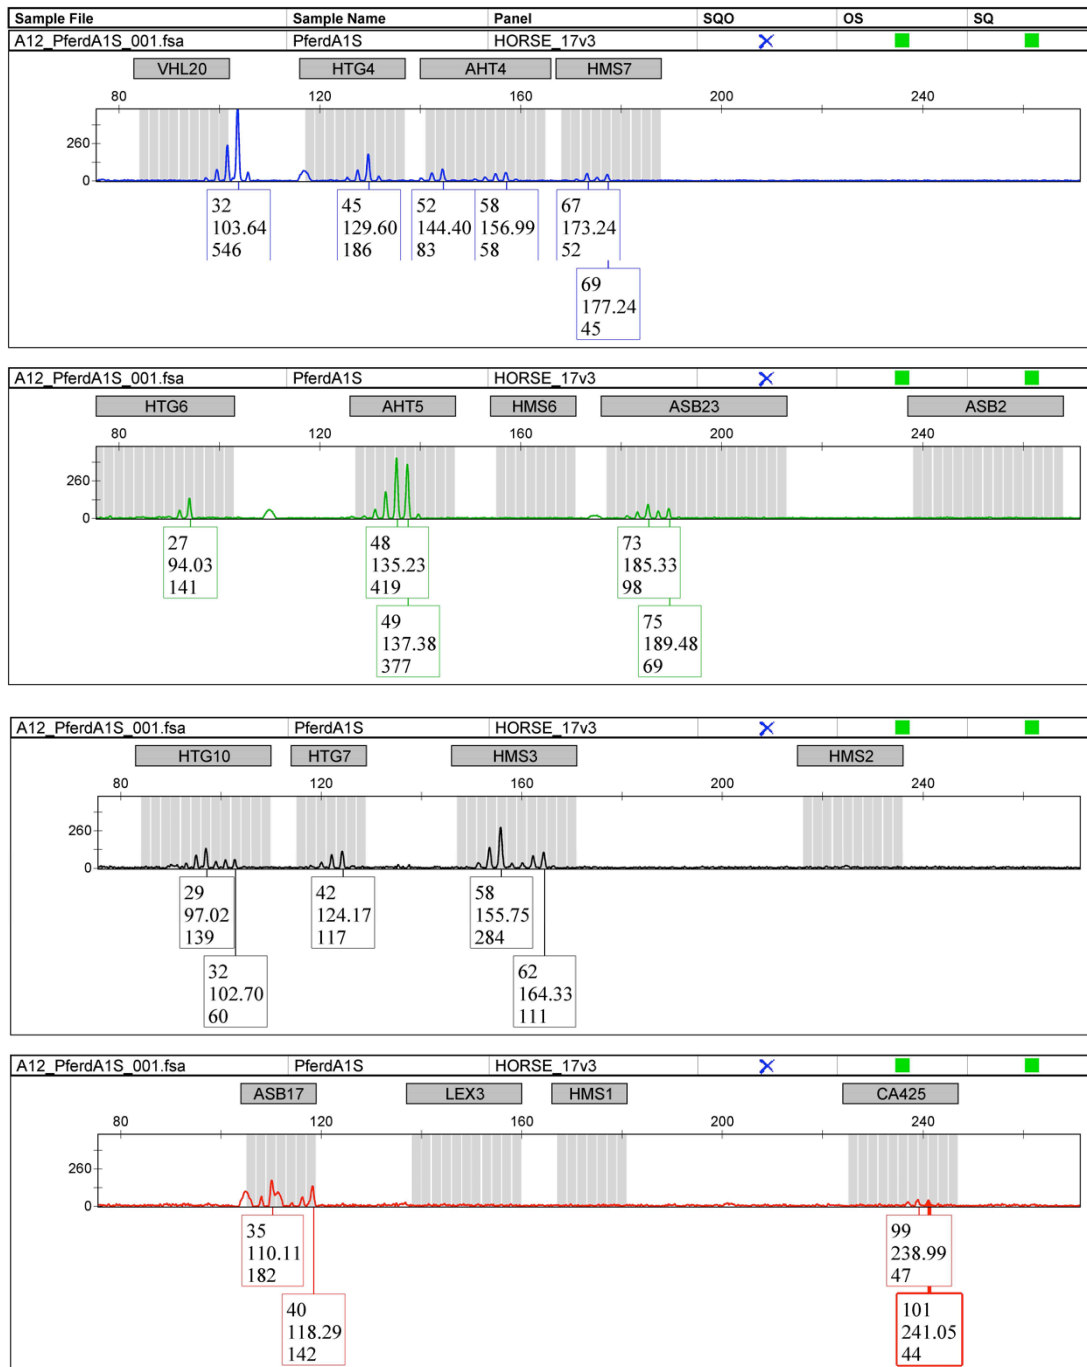 Sample File Sample Name Panel SQO OS SQ
A12_PferdA1S_001.fsa PferdA1S HORSE_17v3
VHL20 HTG4 AHT4 HMS7
80 120 160 200 240
260
0
32 45 52 58 67
103.64 129.60 144.40 156.99 173.24
546 186 83 58 52
69
177.24
45
A12_PferdA1S_001.fsa PferdA1S HORSE_17v3
HTG6 AHT5 HMS6 ASB23 ASB2
80 120 160 200 240
260
0
27 48 73
94.03 135.23 185.33
141 419 98
49 75
137.38 189.48
377 69
A12_PferdA1S_001.fsa PferdA1S HORSE_17v3
HTG10 HTG7 HMS3 HMS2
80 120 160 200 240
260
0
29 42 58
97.02 124.17 155.75
139 117 284
32 62
102.70 164.33
60 111
A12_PferdA1S_001.fsa PferdA1S HORSE_17v3
ASB17 LEX3 HMS1 CA425
80 120 160 200 240
260
0
35 99
110.11 238.99
182 47
40 101
118.29 241.05
142 44